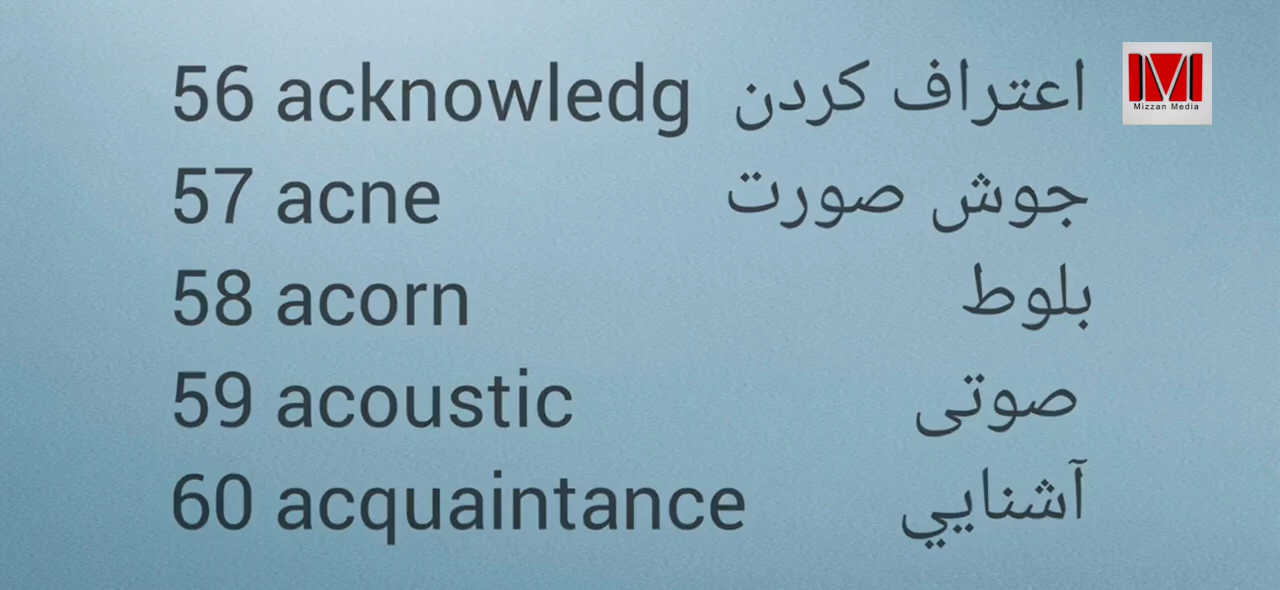 56 acknowledg اعتراف کردن
57 acne جوش صورت
58 acorn بلوط
59 acoustic صوتی
60 acquaintance آشنايي
Mizzan Media